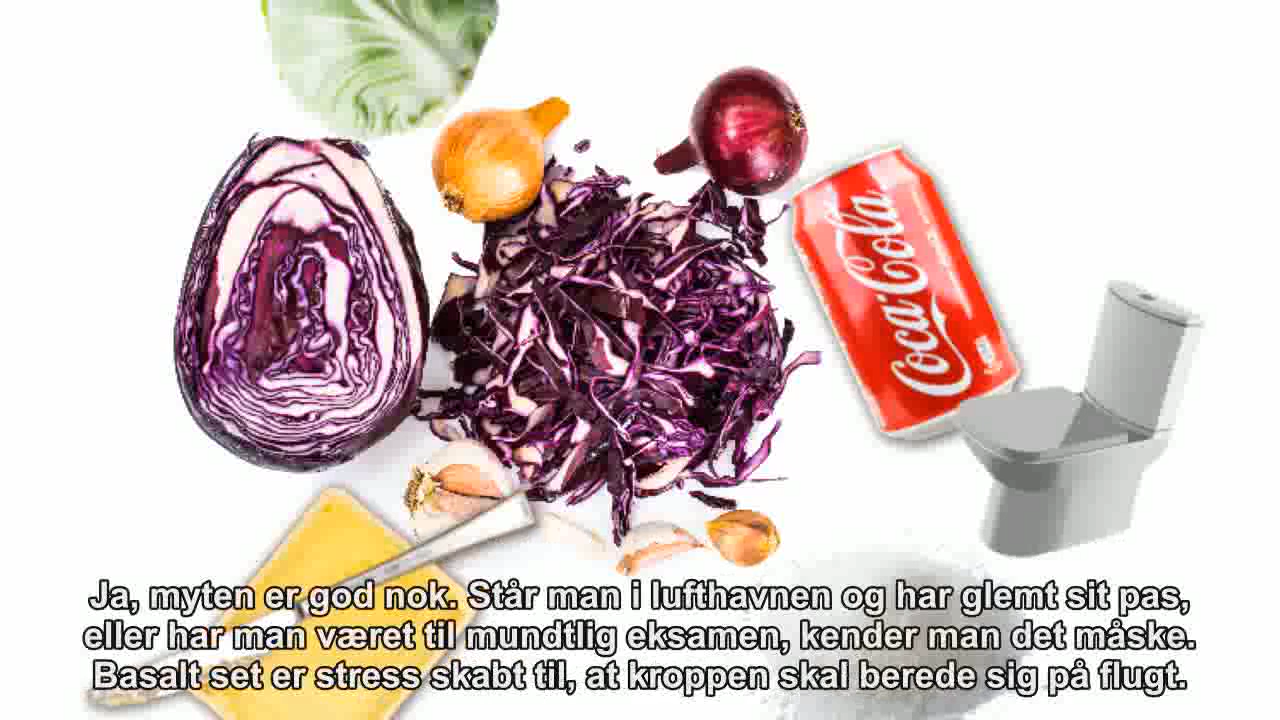 Coca-Cola
Ja, myten er god nok. Står man i lufthavnen og har glemt sit pas,
eller har man været til mundtlig eksamen, kender man det måske.
Basalt set er stress skabt til, at kroppen skal berede sig på flugt.